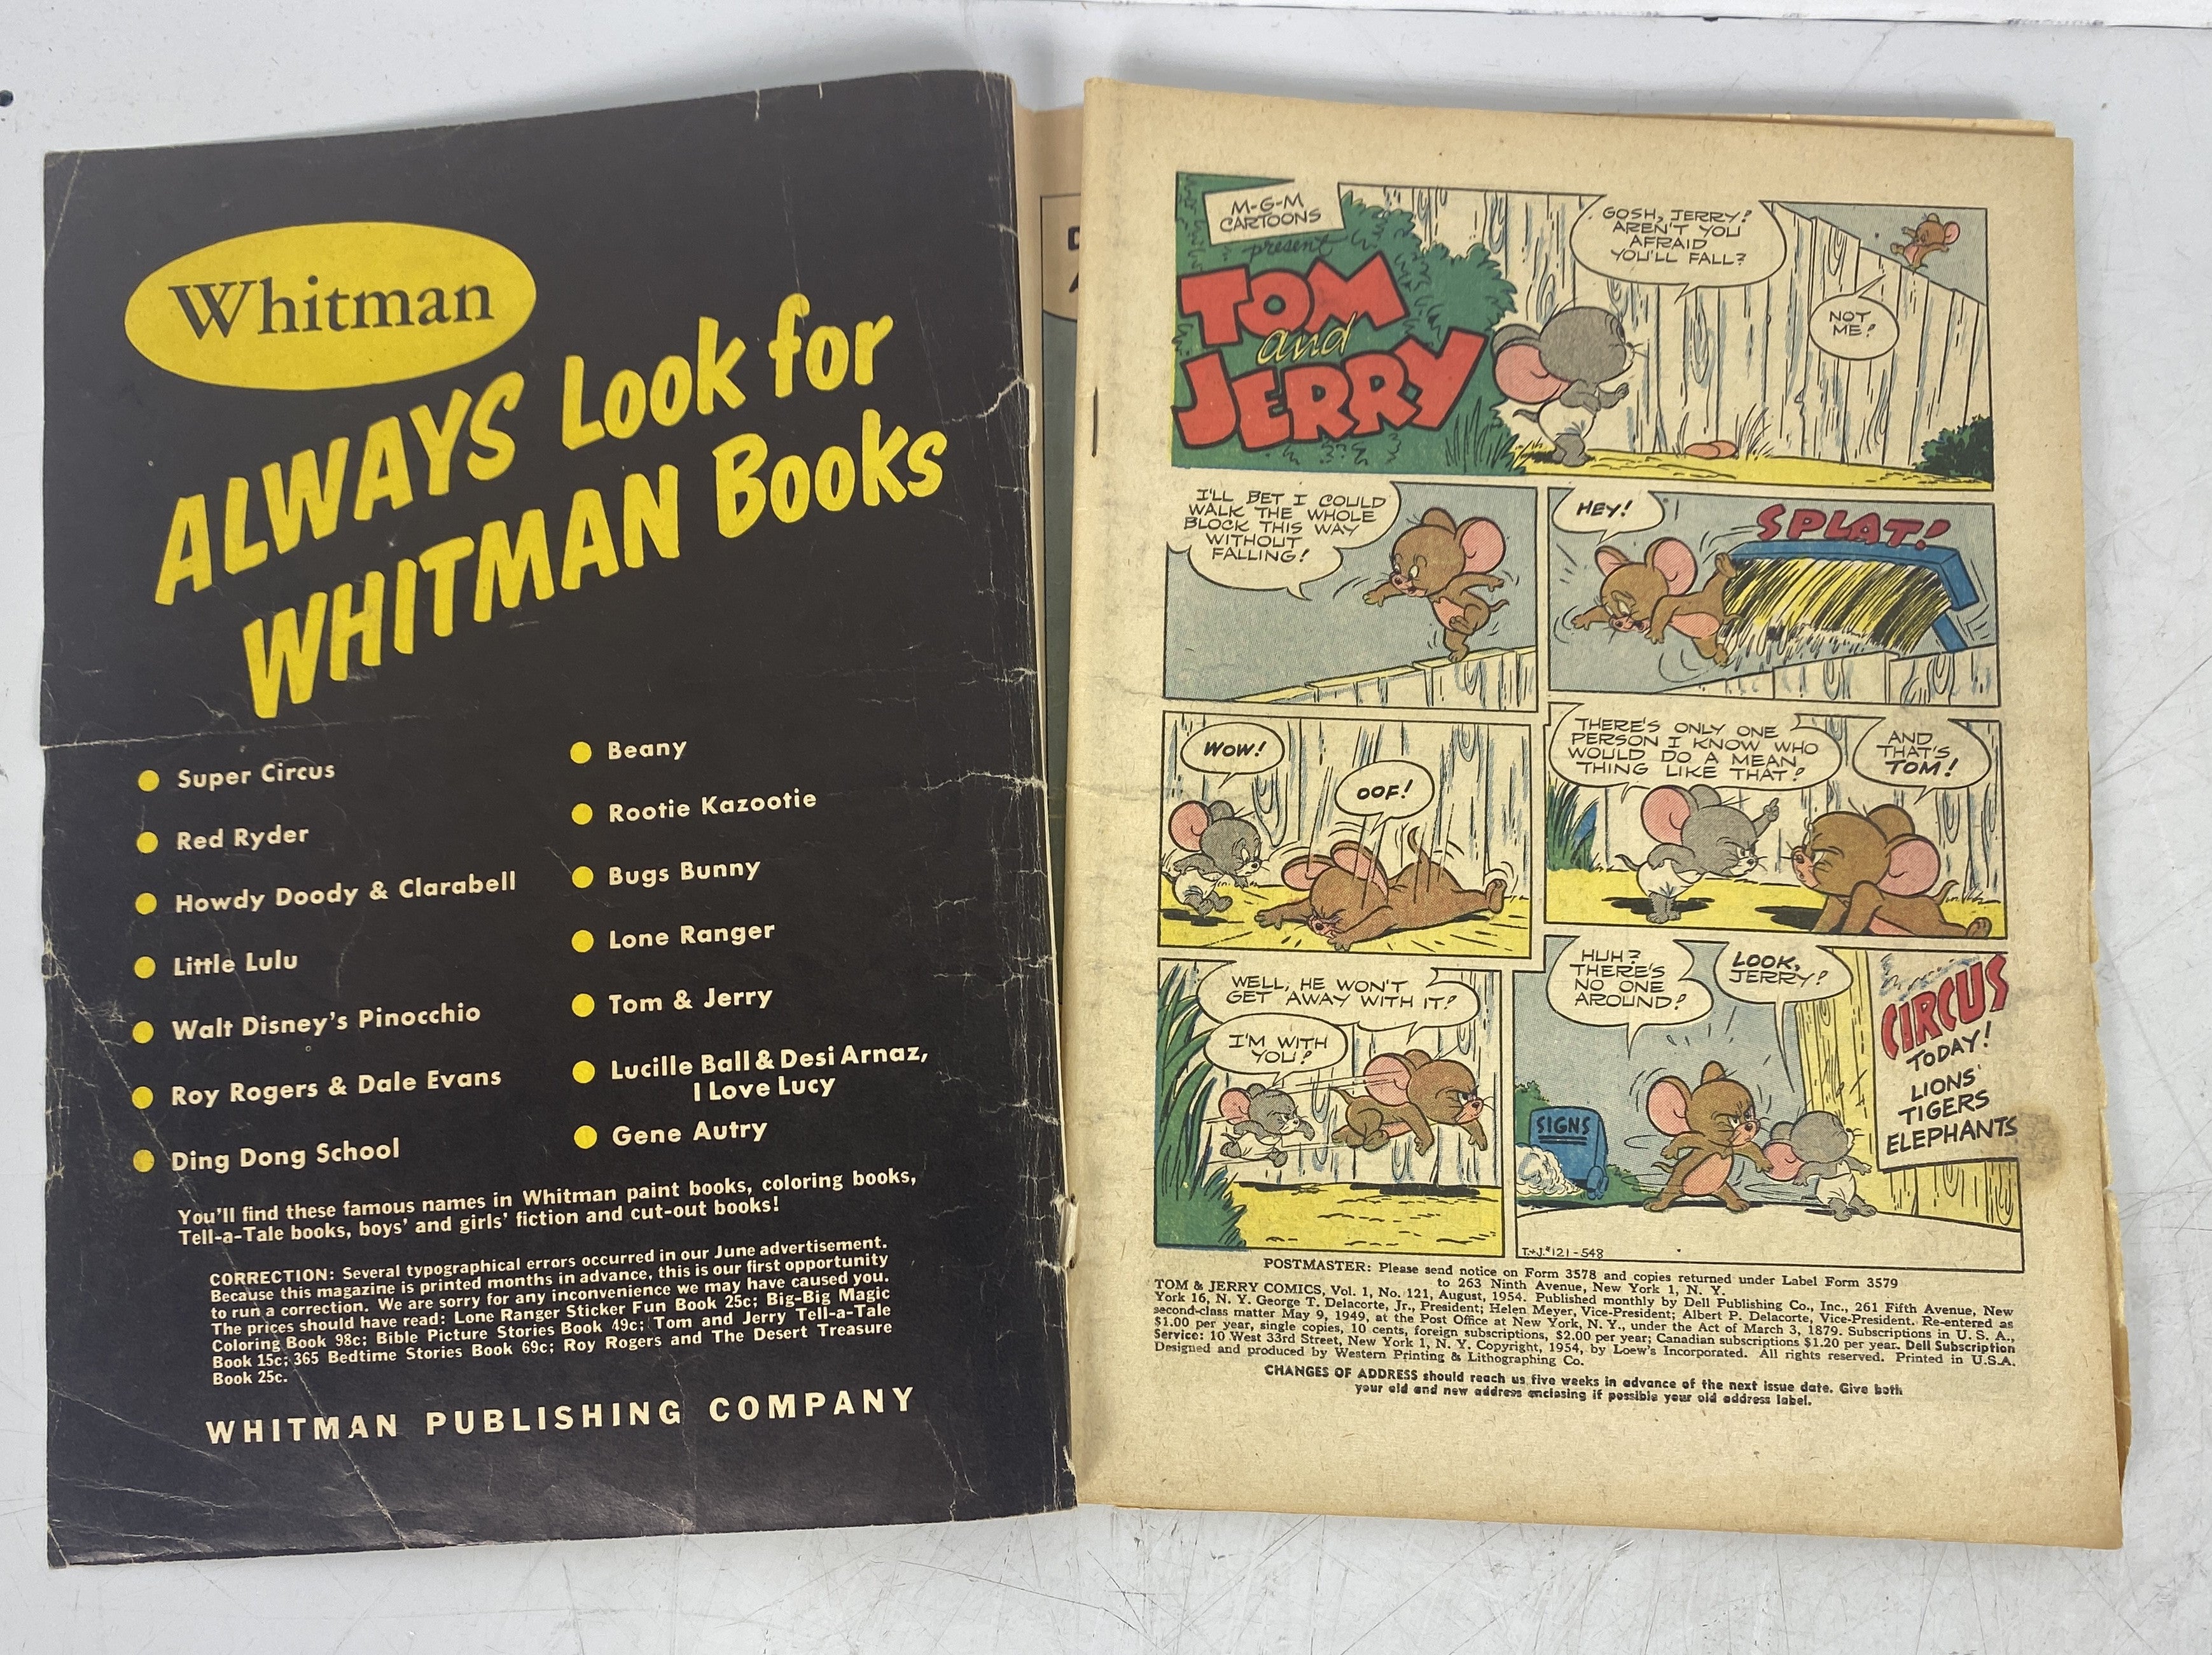 Whitman
ALWAYS Look for
WHITMAN Books
Super Circus
Red Ryder
Howdy Doody & Clarabell
Little Lulu
Walt Disney's Pinocchio
Roy Rogers & Dale Evans
Ding Dong School
Beany
Rootie Kazootie
Bugs Bunny
Lone Ranger
Tom & Jerry
Lucille Ball & Desi Arnaz,
I Love Lucy
Gene Autry
You'll find these famous names in Whitman paint books, coloring books,
Tell-a-Tale books, boys' and girls' fiction and cut-out books!
CORRECTION: Several typographical errors occurred in our June advertisement.
Because this magazine is printed months in advance, this is our first opportunity
to run a correction. We are sorry for any inconvenience we may have caused you.
The prices should have read: Lone Ranger Sticker Fun Book 25c; Big-Big Magic
Coloring Book 98c; Bible Picture Stories Book 49c; Tom and Jerry Tell-a-Tale
Book 15c; 365 Bedtime Stories Book 69c; Roy Rogers and The Desert Treasure
Book 25c.
WHITMAN PUBLISHING COMPANY
M-G-M
CARTOONS
present
TOM
and
JERRY
GOSH, JERRY!
AREN'T YOU
AFRAID
YOU'LL FALL?
NOT
ME!
I'LL BET I COULD
WALK THE WHOLE
BLOCK THIS WAY
WITHOUT
FALLING!
HEY!
SPLAT!
WOW!
OOF!
THERE'S ONLY ONE
PERSON I KNOW WHO
WOULD DO A MEAN
THING LIKE THAT!
AND
THAT'S
TOM!
WELL, HE WON'T
GET AWAY WITH IT!
I'M WITH
YOU!
HUH?
THERE'S
NO ONE
AROUND!
LOOK,
JERRY!
SIGNS
CIRCUS
TODAY!
LIONS
TIGERS
ELEPHANTS
T.+J.#121-548
POSTMASTER: Please send notice on Form 3578 and copies returned under Label Form 3579
to 263 Ninth Avenue, New York 1, N. Y.
TOM & JERRY COMICS, Vol. 1, No. 121, August, 1954. Published monthly by Dell Publishing Co., Inc., 261 Fifth Avenue, New
York 16, N. Y. George T. Delacorte, Jr., President; Helen Meyer, Vice-President; Albert P. Delacorte, Vice-President. Re-entered as
second-class matter May 9, 1949, at the Post Office at New York, N. Y., under the Act of March 3, 1879. Subscriptions in U. S. A.,
$1.00 per year, single copies, 10 cents, foreign subscriptions, $2.00 per year; Canadian subscriptions $1.20 per year. Dell Subscription
Service: 10 West 33rd Street, New York 1, N. Y. Copyright, 1954, by Loew's Incorporated. All rights reserved. Printed in U.S.A.
Designed and produced by Western Printing & Lithographing Co.
CHANGES OF ADDRESS should reach us five weeks in advance of the next issue date. Give both
your old and new address enclosing if possible your old address label.